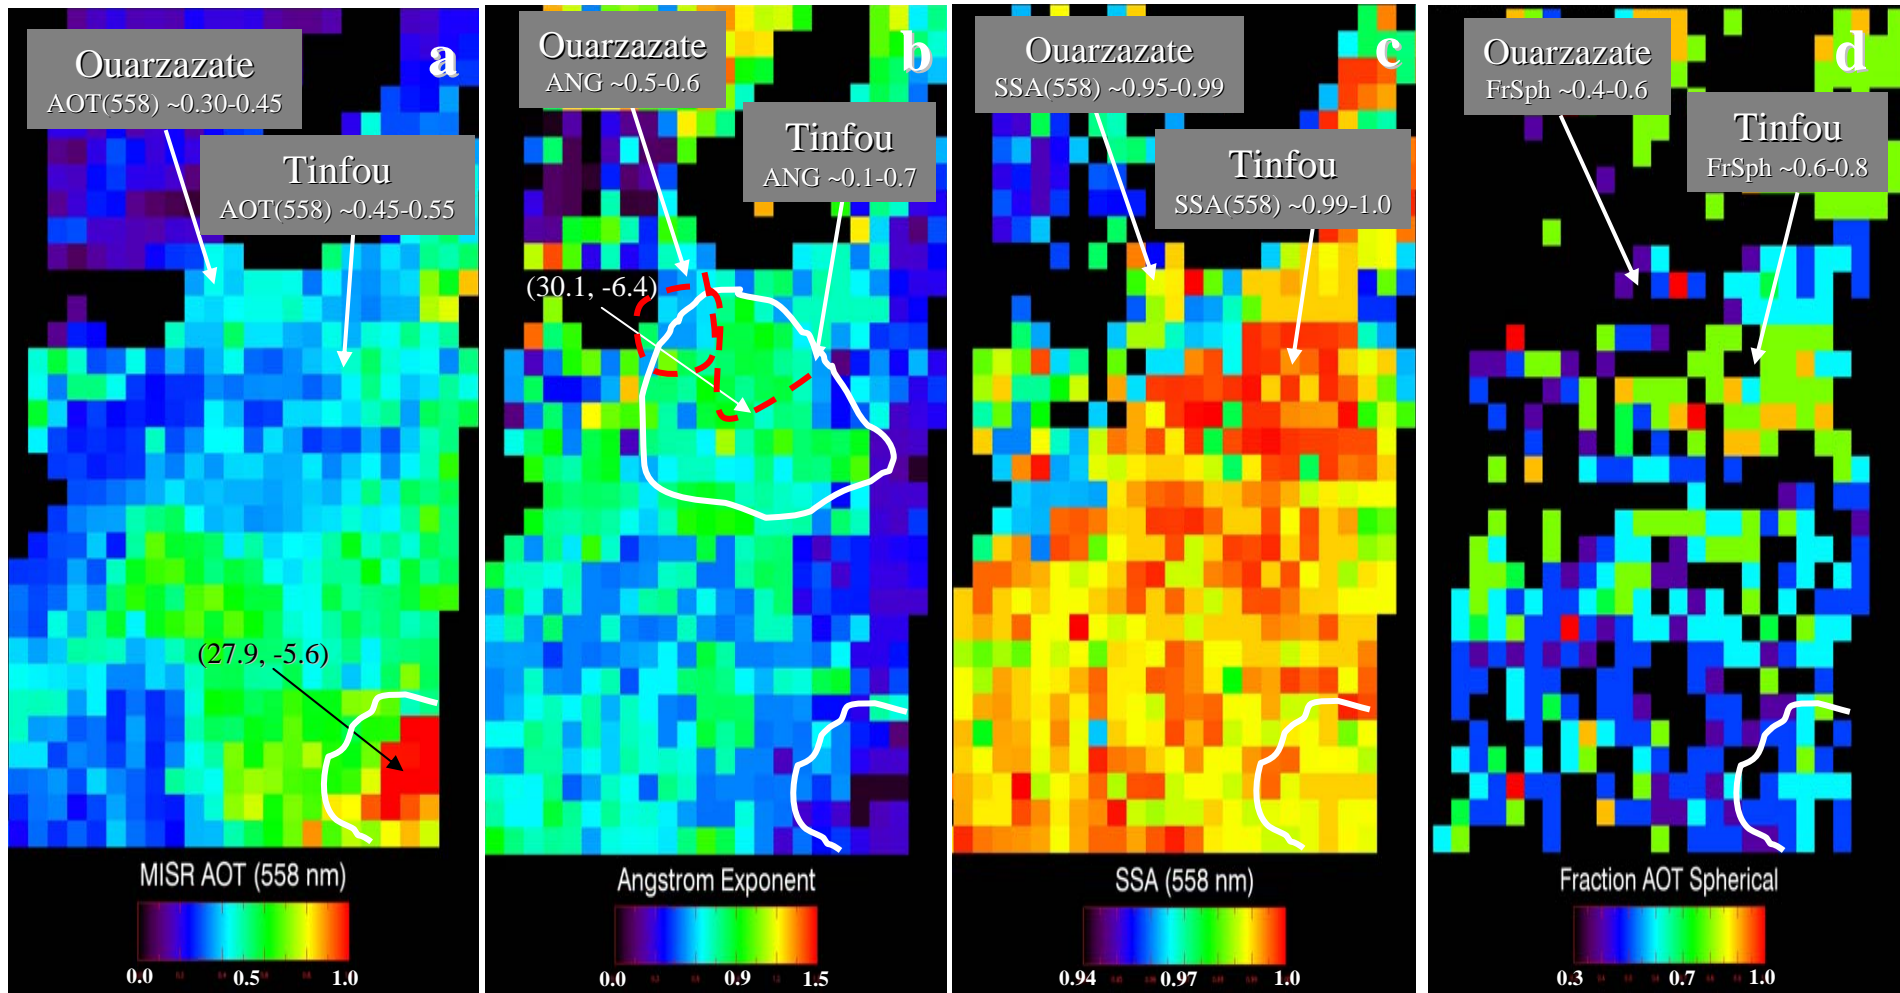 a
Ouarzazate
AOT(558) ~0.30-0.45
Tinfou
AOT(558) ~0.45-0.55
(27.9, -5.6)
MISR AOT (558 nm)
0.0 0.5 1.0
b
Ouarzazate
ANG ~0.5-0.6
Tinfou
ANG ~0.1-0.7
(30.1, -6.4)
Angstrom Exponent
0.0 0.9 1.5
c
Ouarzazate
SSA(558) ~0.95-0.99
Tinfou
SSA(558) ~0.99-1.0
SSA (558 nm)
0.94 0.97 1.0
d
Ouarzazate
FrSph ~0.4-0.6
Tinfou
FrSph ~0.6-0.8
Fraction AOT Spherical
0.3 0.7 1.0